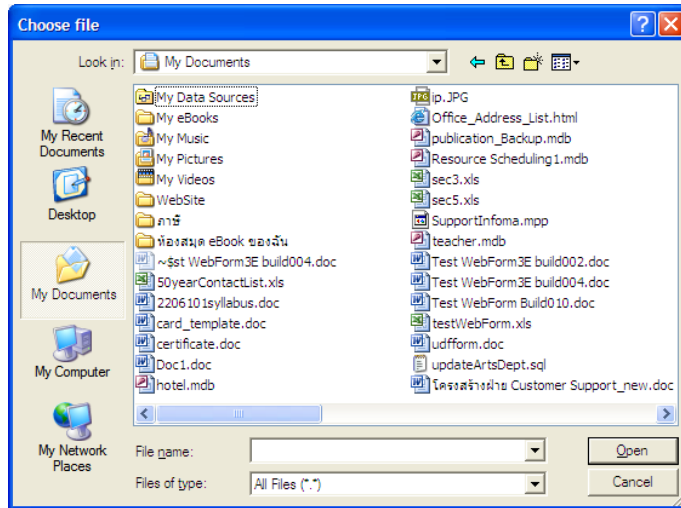 Choose file
Look in:
My Documents
My Recent
Documents
Desktop
My Documents
My Computer
My Network
Places
My Data Sources
My eBooks
My Music
My Pictures
My Videos
WebSite
ภาษี
ห้องสมุด eBook ของฉัน
~$st WebForm3E build004.doc
50yearContactList.xls
2206101syllabus.doc
card_template.doc
certificate.doc
Doc1.doc
hotel.mdb
ip.JPG
Office_Address_List.html
publication_Backup.mdb
Resource Scheduling1.mdb
sec3.xls
sec5.xls
SupportInfoma.mpp
teacher.mdb
Test WebForm3E build002.doc
Test WebForm3E build004.doc
Test WebForm Build010.doc
testWebForm.xls
udfform.doc
updateArtsDept.sql
โครงสร้างฝ่าย Customer Support_new.doc
File name:
Open
Files of type:
All Files (*.*)
Cancel